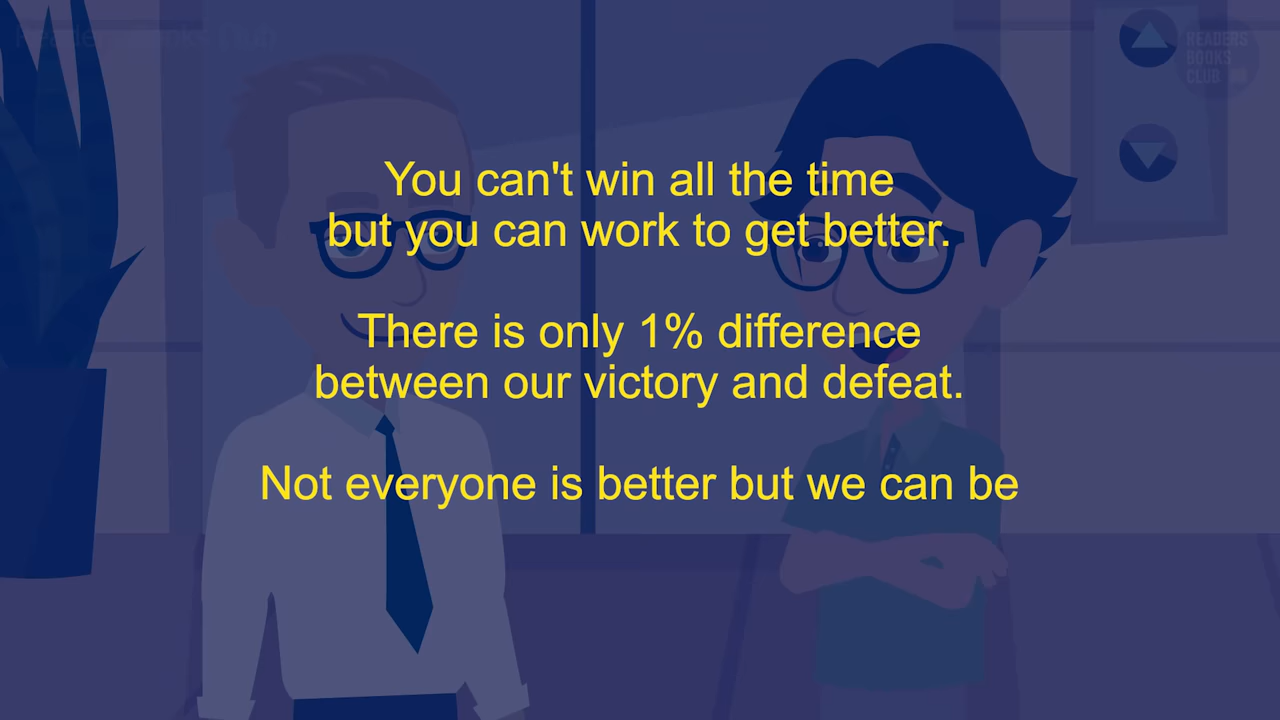 You can't win all the time
but you can work to get better.
There is only 1% difference
between our victory and defeat.
Not everyone is better but we can be
READERS
BOOKS
CLUB